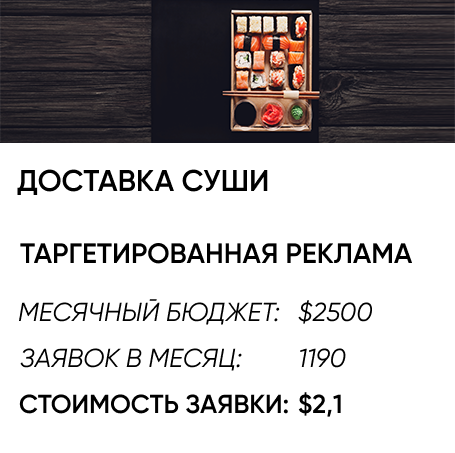 ДОСТАВКА СУШИ
ТАРГЕТИРОВАННАЯ РЕКЛАМА
МЕСЯЧНЫЙ БЮДЖЕТ: $2500
ЗАЯВОК В МЕСЯЦ: 1190
СТОИМОСТЬ ЗАЯВКИ: $2,1